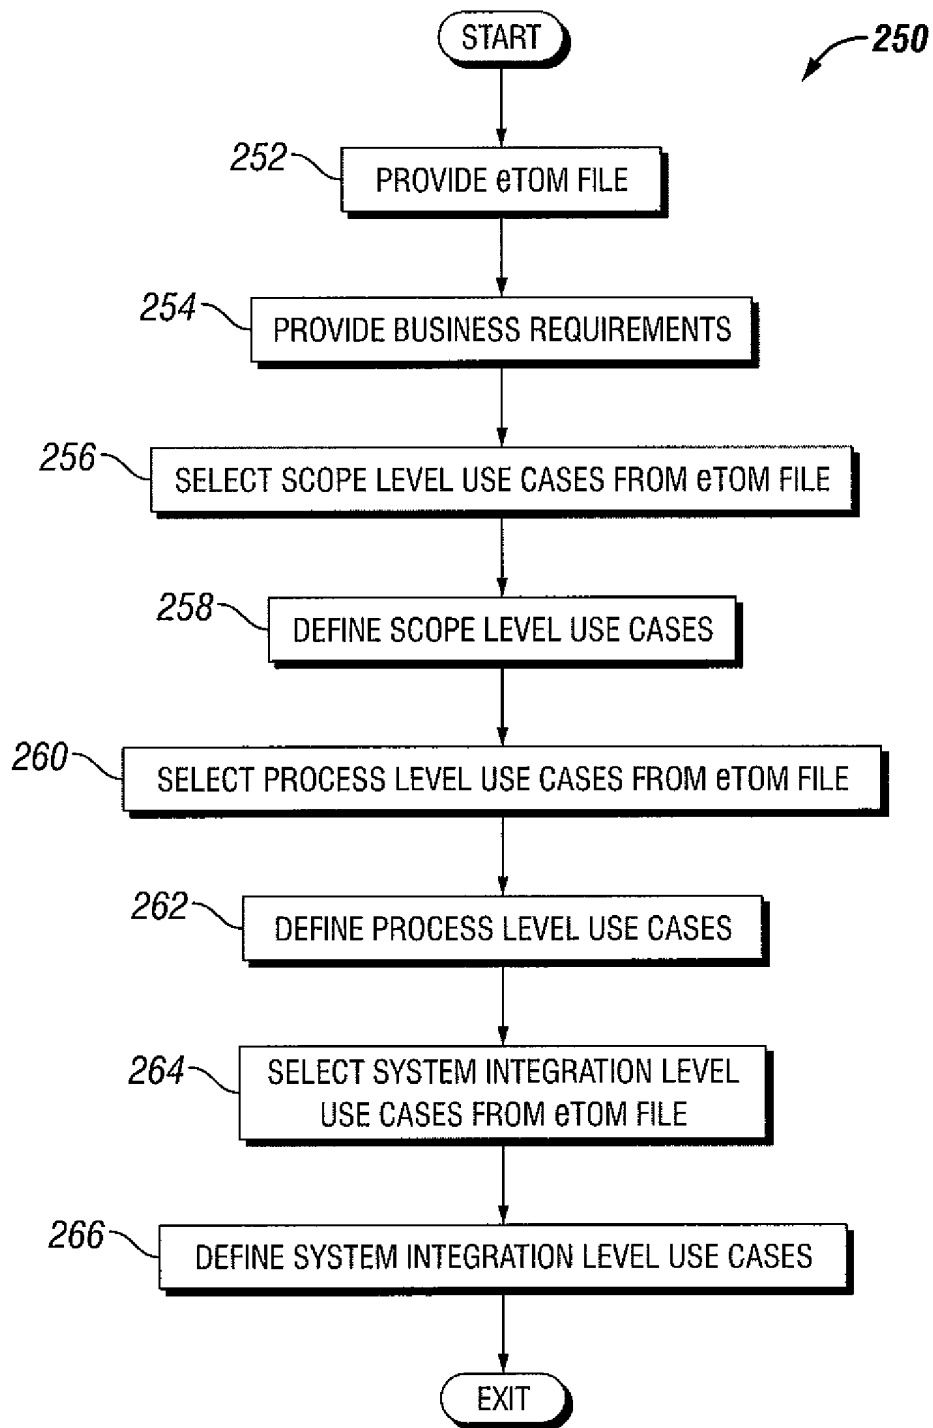 START
250
252
PROVIDE eTOM FILE
254
PROVIDE BUSINESS REQUIREMENTS
256
SELECT SCOPE LEVEL USE CASES FROM eTOM FILE
258
DEFINE SCOPE LEVEL USE CASES
260
SELECT PROCESS LEVEL USE CASES FROM eTOM FILE
262
DEFINE PROCESS LEVEL USE CASES
264
SELECT SYSTEM INTEGRATION LEVEL
USE CASES FROM eTOM FILE
266
DEFINE SYSTEM INTEGRATION LEVEL USE CASES
EXIT